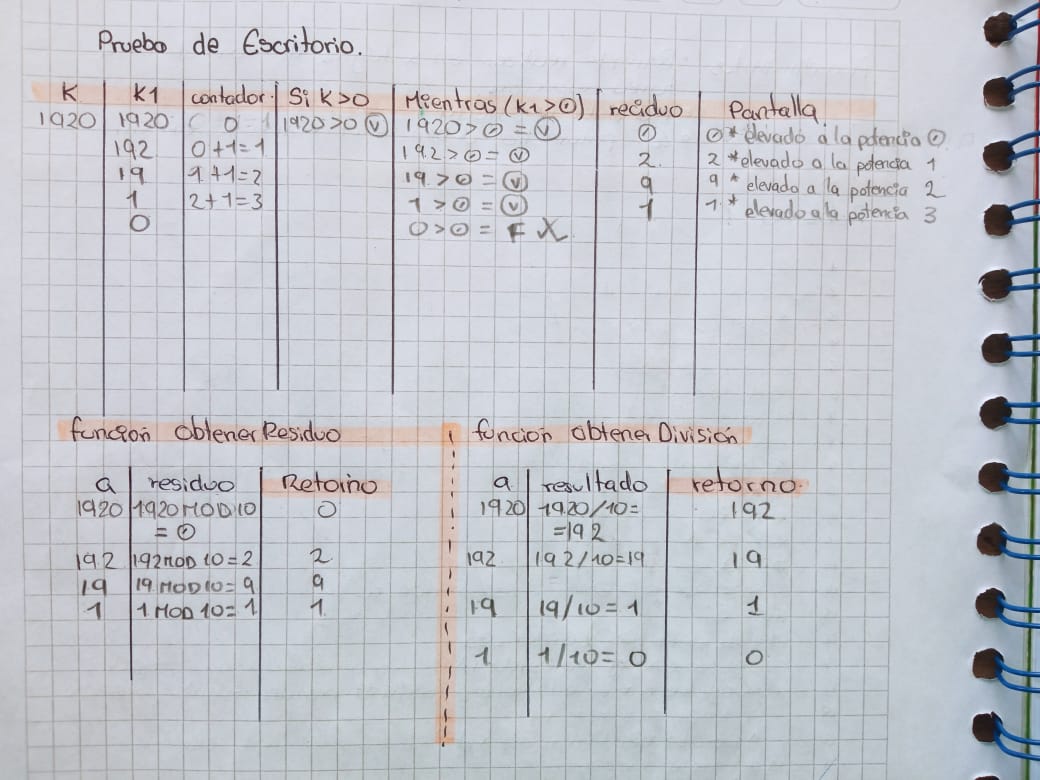 Prueba de Escritorio.
K K1 contador Si K>0 Mientras (K1>0) reciduo Pantalla
1920 1920 0 1920>0 (v) 1920>0 = (v) 0 0* elevado a la potencia 0
192 0+1=1 192>0 = (v) 2 2 *elevado a la potencia 1
19 1+1=2 19>0 = (v) 9 9 * elevado a la potencia 2
1 2+1=3 1>0 = (v) 1 1 * elevado a la potencia 3
0 0>0 = F X
función obtener Residuo
a residuo Retorno
1920 1920 MOD 10 0
= 0
192 192 MOD 10=2 2
19 19 MOD 10= 9 9
1 1 MOD 10= 1 1
función obtener División
a resultado retorno
1920 1920/10= 192
=192
192 192/10=19 19
19 19/10= 1 1
1 1/10= 0 0